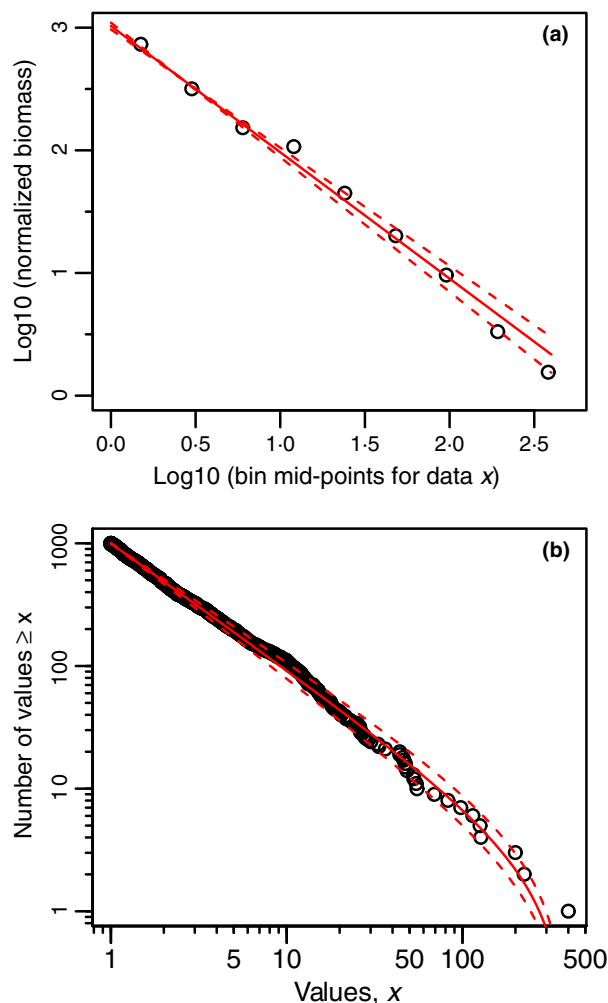 (a)
Log10 (normalized biomass)
3
2
1
0
0·0 0·5 1·0 1·5 2·0 2·5
Log10 (bin mid-points for data x)
(b)
Number of values ≥ x
1000
100
10
1
1 5 10 50 100 500
Values, x